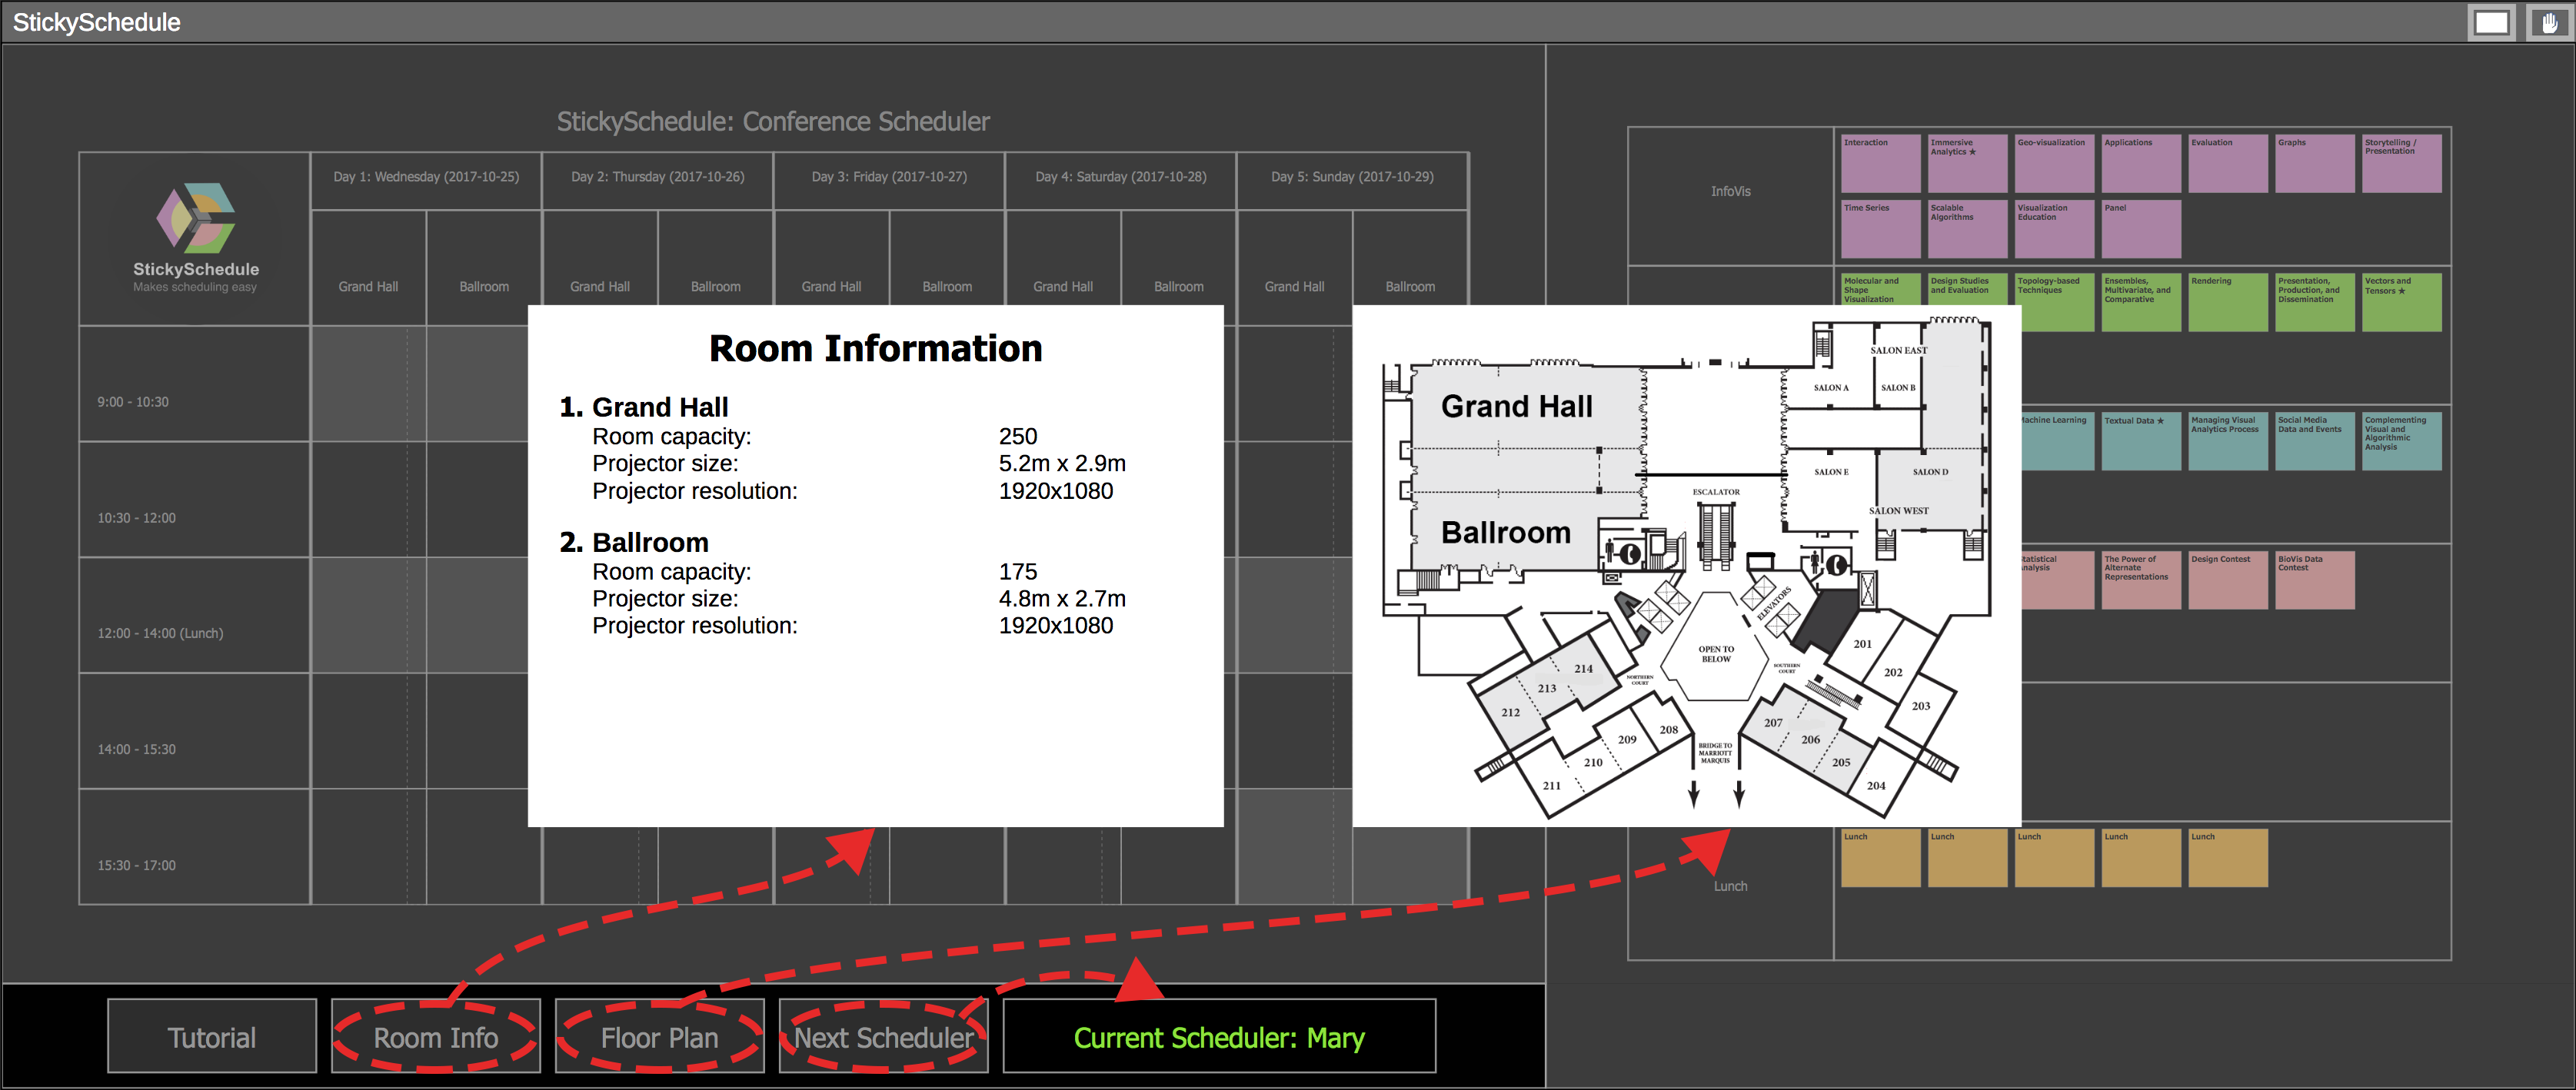 StickySchedule
StickySchedule: Conference Scheduler
StickySchedule
Makes scheduling easy
Day 1: Wednesday (2017-10-25)
Day 2: Thursday (2017-10-26)
Day 3: Friday (2017-10-27)
Day 4: Saturday (2017-10-28)
Day 5: Sunday (2017-10-29)
Grand Hall
Ballroom
Grand Hall
Ballroom
Grand Hall
Ballroom
Grand Hall
Ballroom
Grand Hall
Ballroom
9:00 - 10:30
10:30 - 12:00
12:00 - 14:00 (Lunch)
14:00 - 15:30
15:30 - 17:00
Room Information
1. Grand Hall
Room capacity: 250
Projector size: 5.2m x 2.9m
Projector resolution: 1920x1080
2. Ballroom
Room capacity: 175
Projector size: 4.8m x 2.7m
Projector resolution: 1920x1080
Grand Hall
Ballroom
SALON EAST
SALON A
SALON B
SALON E
SALON D
SALON WEST
ESCALATOR
ELEVATORS
OPEN TO
BELOW
NORTHERN
COURT
SOUTHERN
COURT
214
213
212
208
209
210
211
201
202
203
207
206
205
204
BRIDGE TO
MARRIOTT
MARQUIS
InfoVis
Interaction
Immersive
Analytics ★
Geo-visualization
Applications
Evaluation
Graphs
Storytelling /
Presentation
Time Series
Scalable
Algorithms
Visualization
Education
Panel
Molecular and
Shape
Visualization
Design Studies
and Evaluation
Topology-based
Techniques
Ensembles,
Multivariate, and
Comparative
Rendering
Presentation,
Production, and
Dissemination
Vectors and
Tensors ★
Machine Learning
Textual Data ★
Managing Visual
Analytics Process
Social Media
Data and Events
Complementing
Visual and
Algorithmic
Analysis
Statistical
Analysis
The Power of
Alternate
Representations
Design Contest
BioVis Data
Contest
Lunch
Lunch
Lunch
Lunch
Lunch
Lunch
Tutorial
Room Info
Floor Plan
Next Scheduler
Current Scheduler: Mary